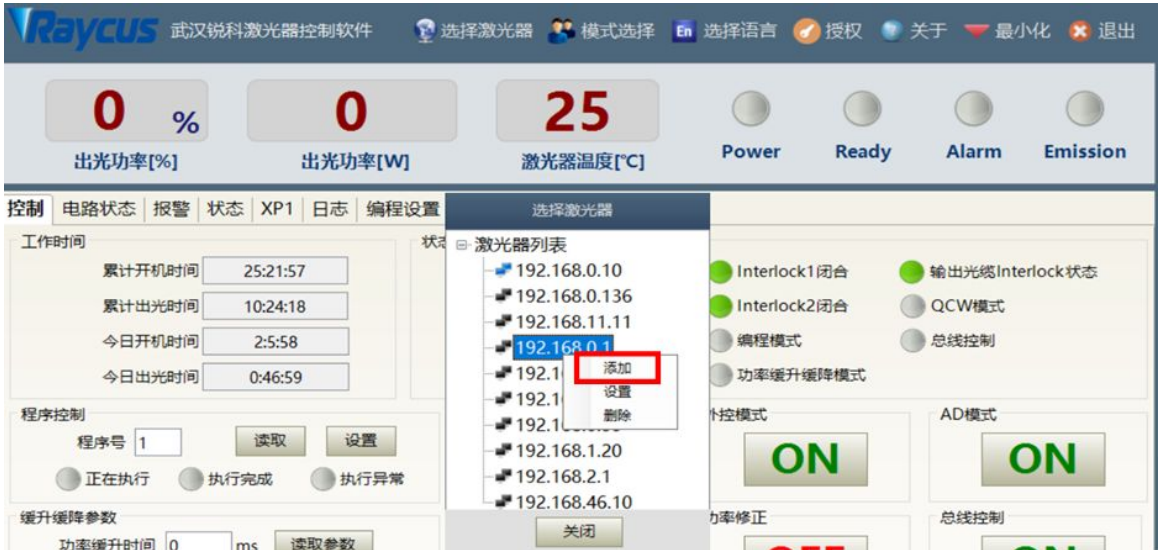 Raycus 武汉锐科激光器控制软件 选择激光器 模式选择 En 选择语言 授权 关于 最小化 退出
0 % 0 25
出光功率[%] 出光功率[W] 激光器温度[℃] Power Ready Alarm Emission
控制 电路状态 报警 状态 XP1 日志 编程设置
选择激光器
激光器列表
192.168.0.10
192.168.0.136
192.168.11.11
192.168.0.1
192.1
192.1
192.168.1.20
192.168.2.1
192.168.46.10
添加
设置
删除
关闭
工作时间
累计开机时间 25:21:57
累计出光时间 10:24:18
今日开机时间 2:5:58
今日出光时间 0:46:59
Interlock1闭合 输出光缆Interlock状态
Interlock2闭合 QCW模式
编程模式 总线控制
功率缓升缓降模式
程序控制
程序号 1 读取 设置
正在执行 执行完成 执行异常
外控模式 AD模式
ON ON
缓升缓降参数
功率缓升时间 0 ms 读取参数
功率修正 总线控制
OFF ON